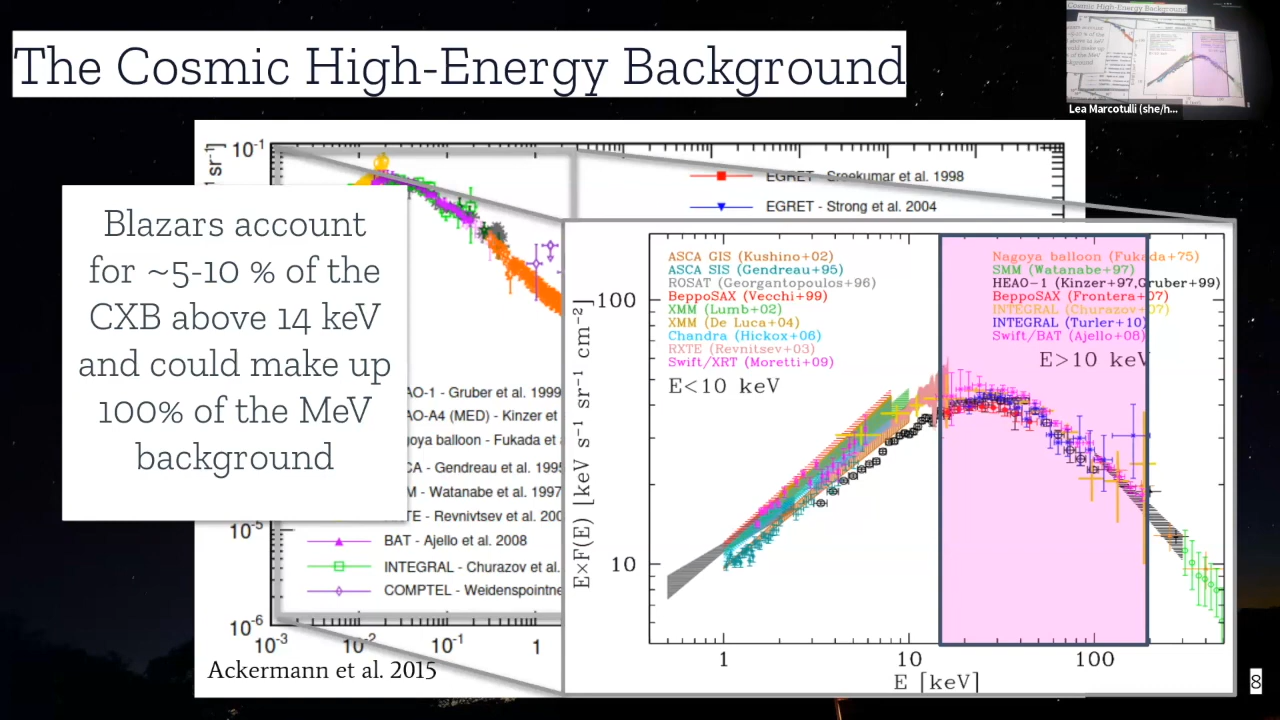 The Cosmic High-Energy Background
Cosmic High-Energy Background
Lea Marcotulli (she/h...
Blazars account
for ~5-10 % of the
CXB above 14 keV
and could make up
100% of the MeV
background
sr⁻¹]
10⁻¹
10⁻⁵
10⁻⁶
EGRET - Sreekumar et al. 1998
EGRET - Strong et al. 2004
AO-1 - Gruber et al. 1999
AO-A4 (MED) - Kinzer et
goya balloon - Fukuda et a
CA - Gendreau et al. 1995
M - Watanabe et al. 1997
TE - Revnivtsev et al. 200
BAT - Ajello et al. 2008
INTEGRAL - Churazov et al.
COMPTEL - Weidenspointne
10⁻³ 10⁻² 10⁻¹ 1
Ackermann et al. 2015
ASCA GIS (Kushino+02)
ASCA SIS (Gendreau+95)
ROSAT (Georgantopoulos+96)
BeppoSAX (Vecchi+99)
XMM (Lumb+02)
XMM (De Luca+04)
Chandra (Hickox+06)
RXTE (Revnitsev+03)
Swift/XRT (Moretti+09)
E<10 keV
Nagoya balloon (Fukada+75)
SMM (Watanabe+97)
HEAO-1 (Kinzer+97,Gruber+99)
BeppoSAX (Frontera+07)
INTEGRAL (Churazov+07)
INTEGRAL (Turler+10)
Swift/BAT (Ajello+08)
E>10 keV
E×F(E) [keV s⁻¹ sr⁻¹ cm⁻²]
100
10
1 10 100
E [keV]
8